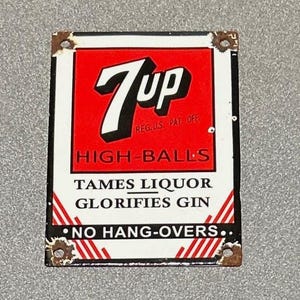 7up
REG.U.S. PAT. OFF.
HIGH-BALLS
TAMES LIQUOR
GLORIFIES GIN
•NO HANG-OVERS••